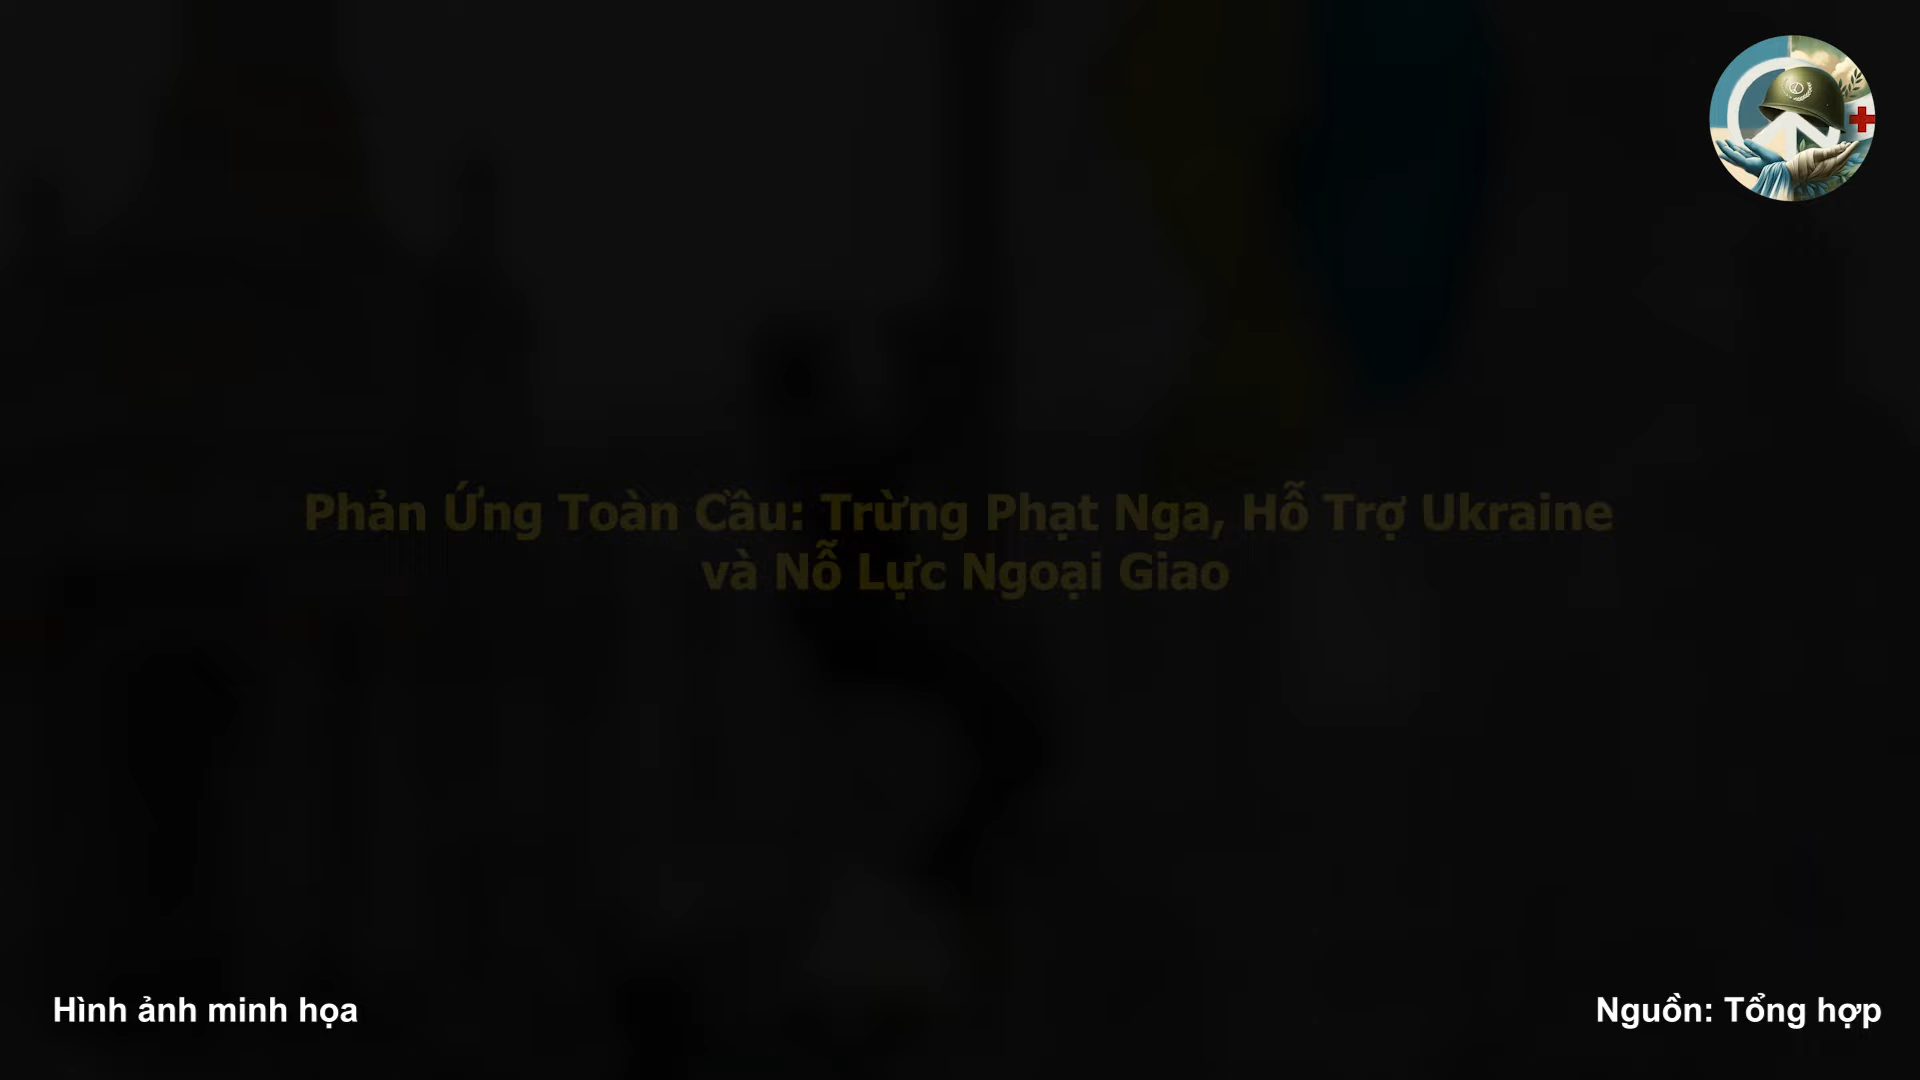 Phản Ứng Toàn Cầu: Trừng Phạt Nga, Hỗ Trợ Ukraine
và Nỗ Lực Ngoại Giao
Hình ảnh minh họa
Nguồn: Tổng hợp